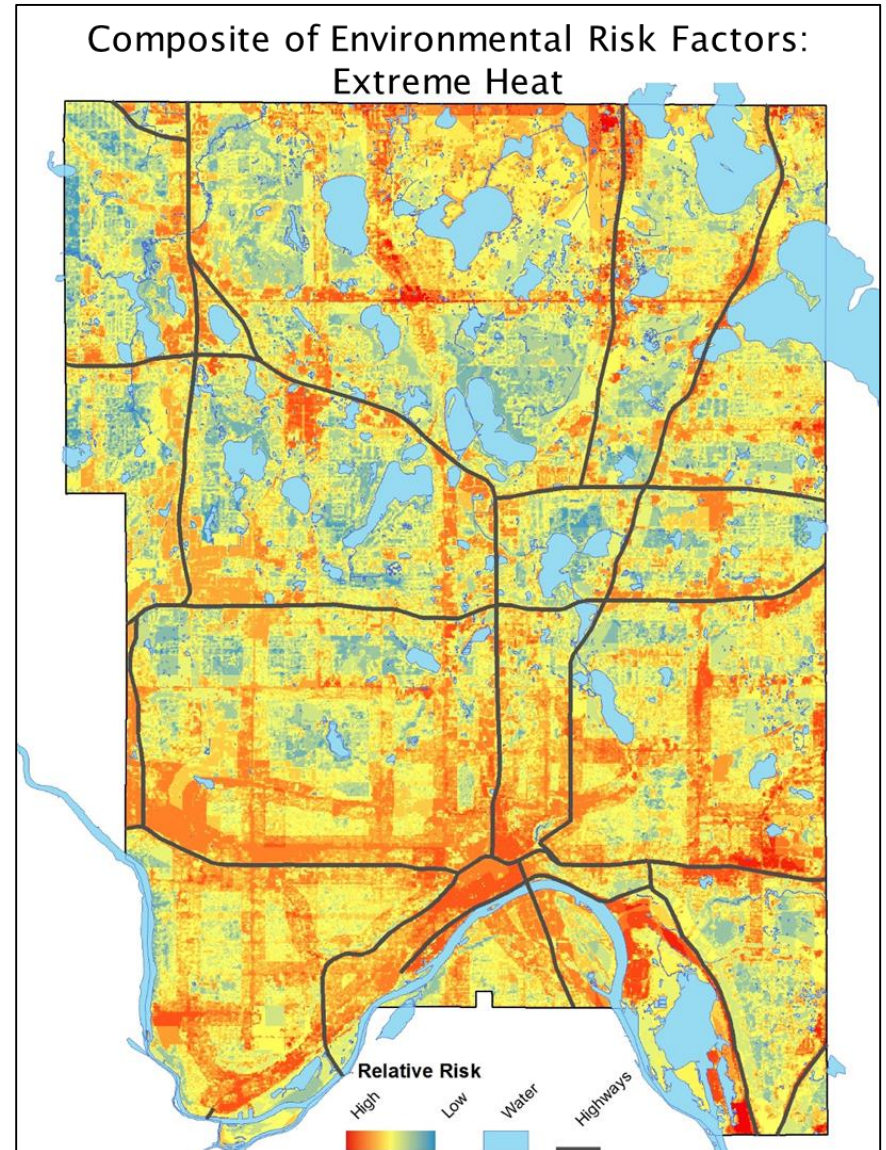 Composite of Environmental Risk Factors:
Extreme Heat
Relative Risk
High
Low
Water
Highways